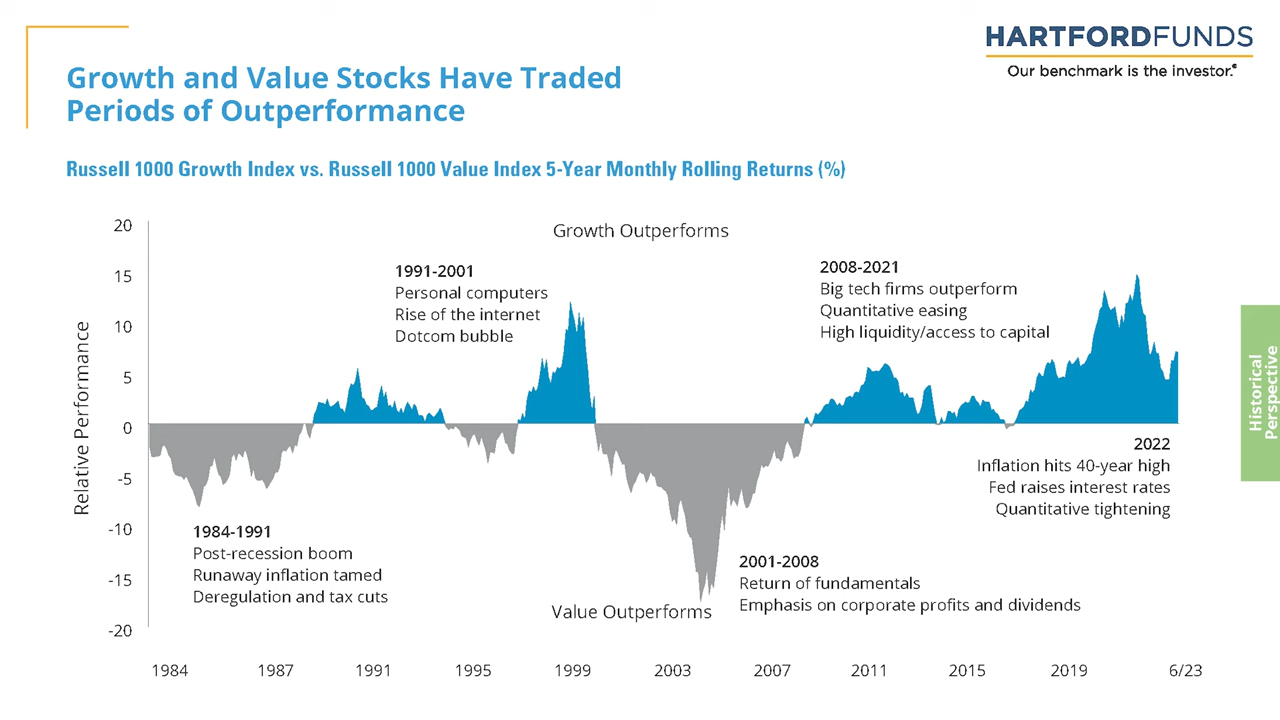 HARTFORDFUNDS
Our benchmark is the investor.®
Growth and Value Stocks Have Traded
Periods of Outperformance
Russell 1000 Growth Index vs. Russell 1000 Value Index 5-Year Monthly Rolling Returns (%)
Relative Performance
20
15
10
5
0
-5
-10
-15
-20
Growth Outperforms
1991-2001
Personal computers
Rise of the internet
Dotcom bubble
2008-2021
Big tech firms outperform
Quantitative easing
High liquidity/access to capital
Historical
Perspective
2022
Inflation hits 40-year high
Fed raises interest rates
Quantitative tightening
1984-1991
Post-recession boom
Runaway inflation tamed
Deregulation and tax cuts
2001-2008
Return of fundamentals
Emphasis on corporate profits and dividends
Value Outperforms
1984 1987 1991 1995 1999 2003 2007 2011 2015 2019 6/23